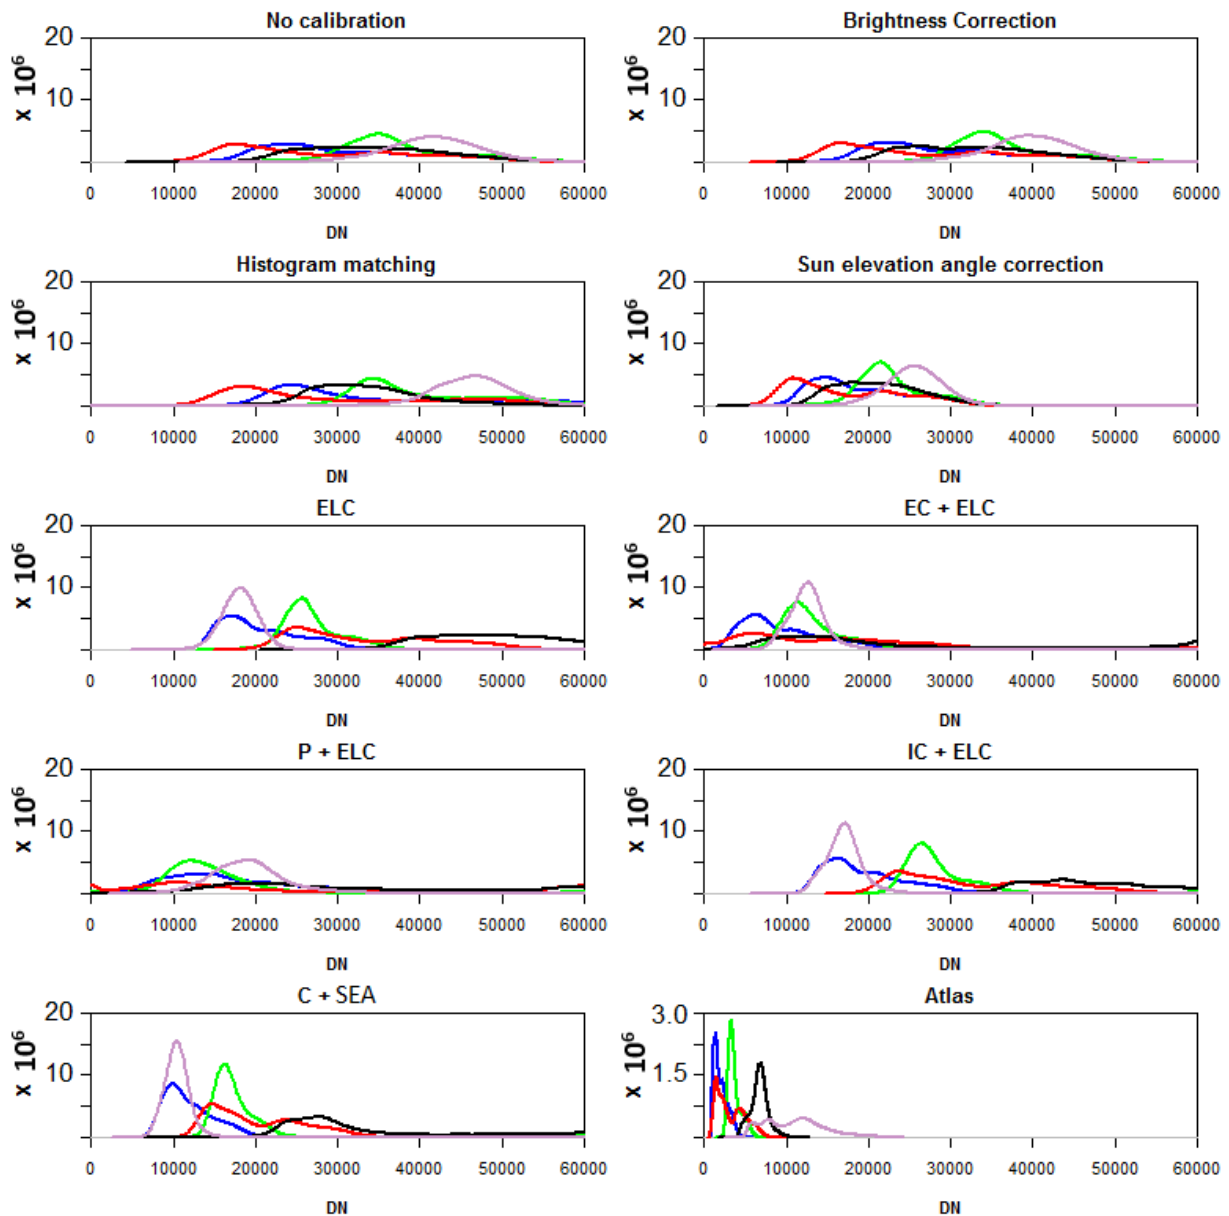 No calibration
Brightness Correction
20
10
x 10⁶
0 10000 20000 30000 40000 50000 60000
DN
20
10
x 10⁶
0 10000 20000 30000 40000 50000 60000
DN
Histogram matching
Sun elevation angle correction
20
10
x 10⁶
0 10000 20000 30000 40000 50000 60000
DN
20
10
x 10⁶
0 10000 20000 30000 40000 50000 60000
DN
ELC
EC + ELC
20
10
x 10⁶
0 10000 20000 30000 40000 50000 60000
DN
20
10
x 10⁶
0 10000 20000 30000 40000 50000 60000
DN
P + ELC
IC + ELC
20
10
x 10⁶
0 10000 20000 30000 40000 50000 60000
DN
20
10
x 10⁶
0 10000 20000 30000 40000 50000 60000
DN
C + SEA
Atlas
20
10
x 10⁶
0 10000 20000 30000 40000 50000 60000
DN
3.0
1.5
x 10⁶
0 10000 20000 30000 40000 50000 60000
DN